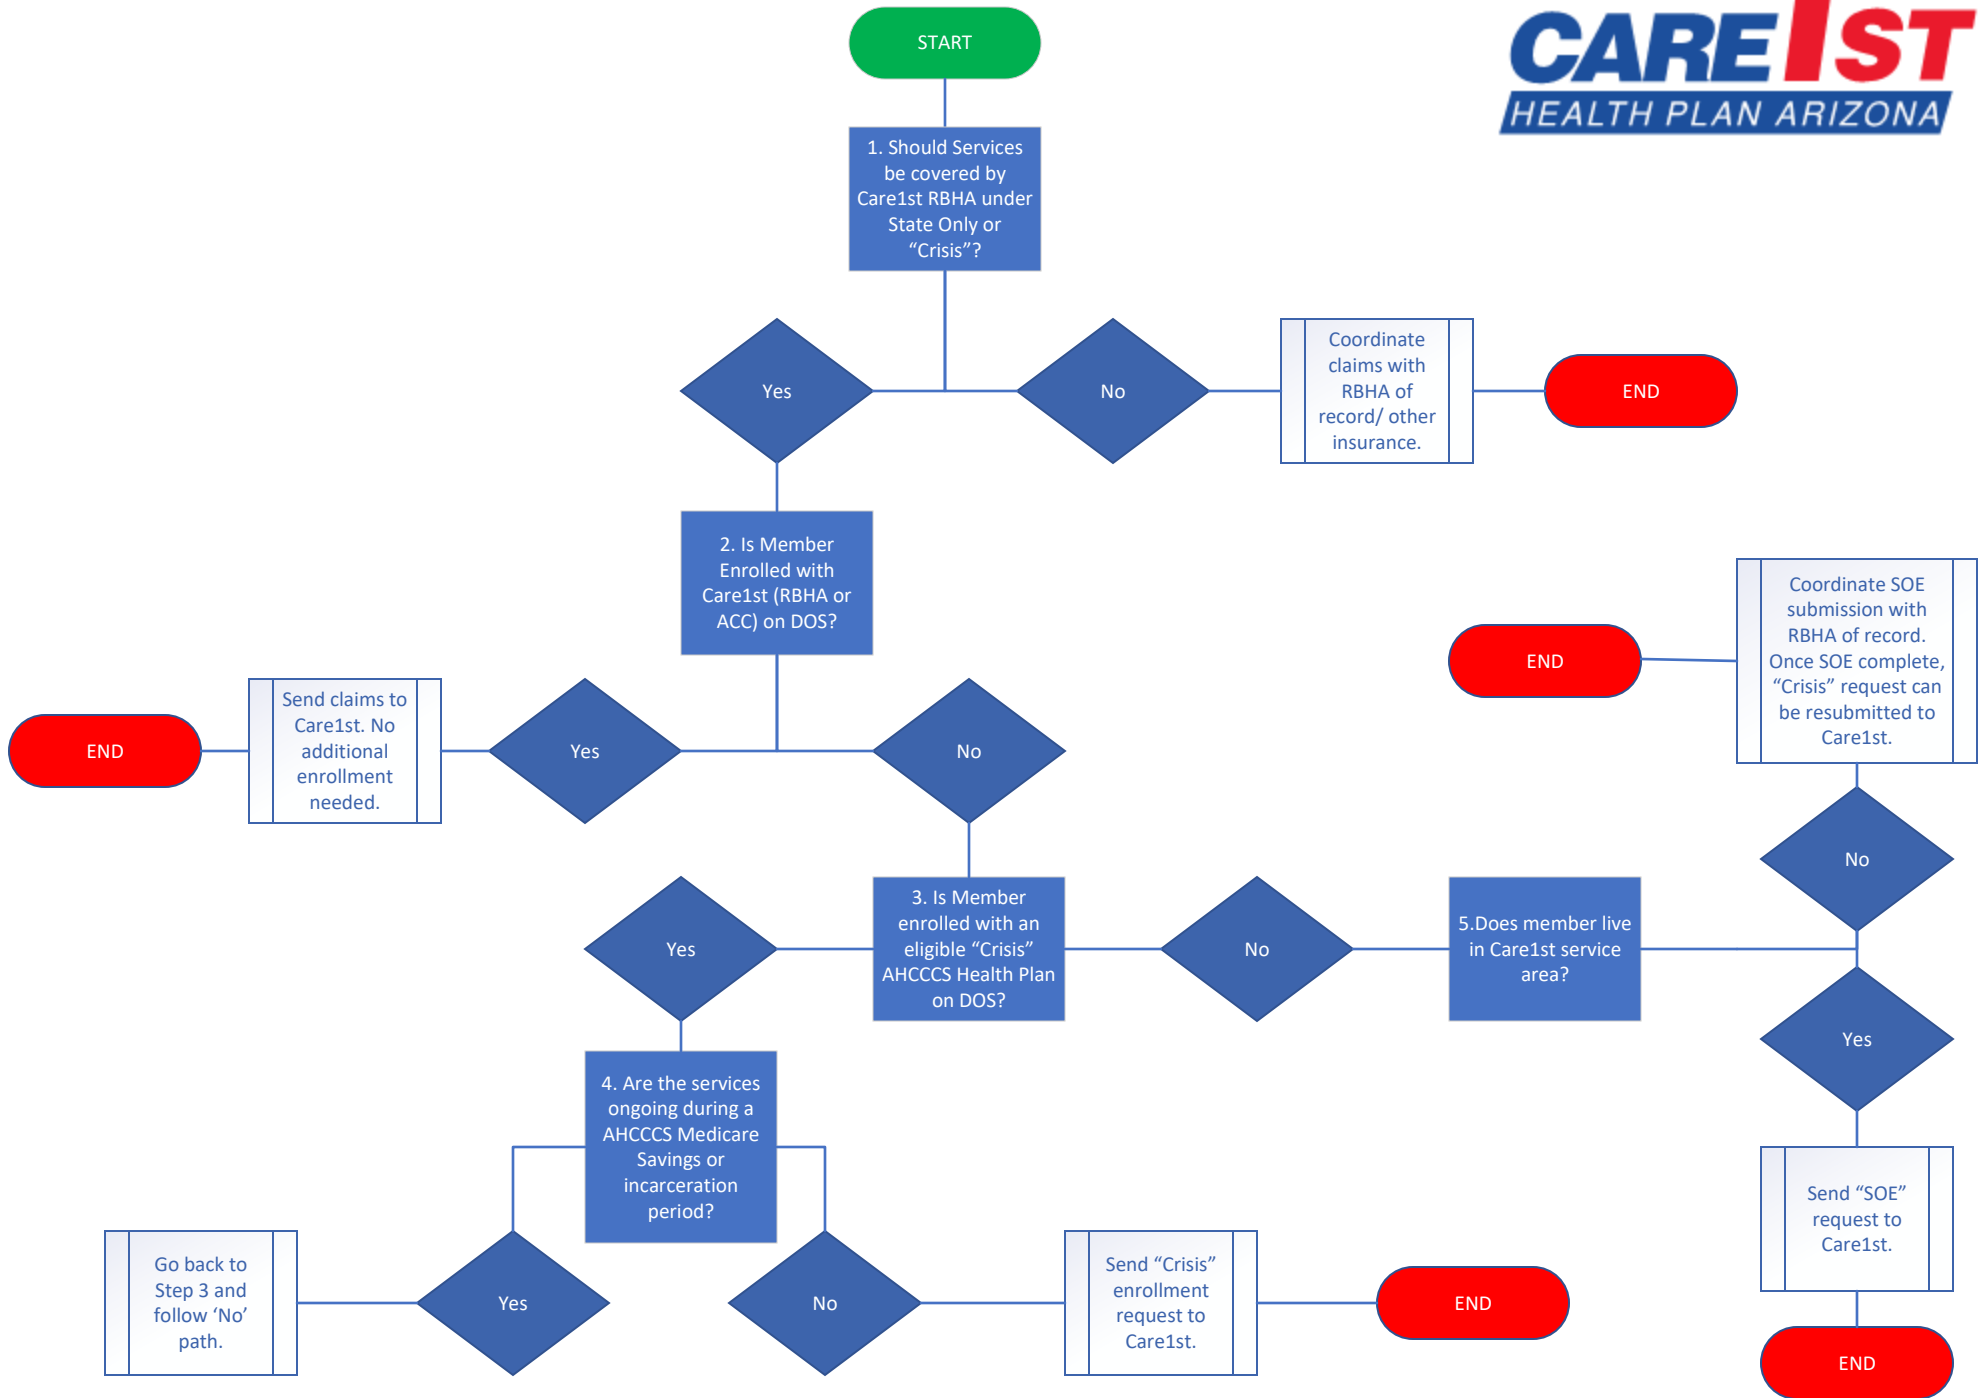 CARE1ST
HEALTH PLAN ARIZONA
START
1. Should Services
be covered by
Care1st RBHA under
State Only or
“Crisis”?
Yes
No
Coordinate
claims with
RBHA of
record/ other
insurance.
END
2. Is Member
Enrolled with
Care1st (RBHA or
ACC) on DOS?
END
Send claims to
Care1st. No
additional
enrollment
needed.
Yes
No
END
Coordinate SOE
submission with
RBHA of record.
Once SOE complete,
“Crisis” request can
be resubmitted to
Care1st.
No
Yes
3. Is Member
enrolled with an
eligible “Crisis”
AHCCCS Health Plan
on DOS?
No
5.Does member live
in Care1st service
area?
Yes
4. Are the services
ongoing during a
AHCCCS Medicare
Savings or
incarceration
period?
Send “SOE”
request to
Care1st.
END
Go back to
Step 3 and
follow ‘No’
path.
Yes
No
Send “Crisis”
enrollment
request to
Care1st.
END